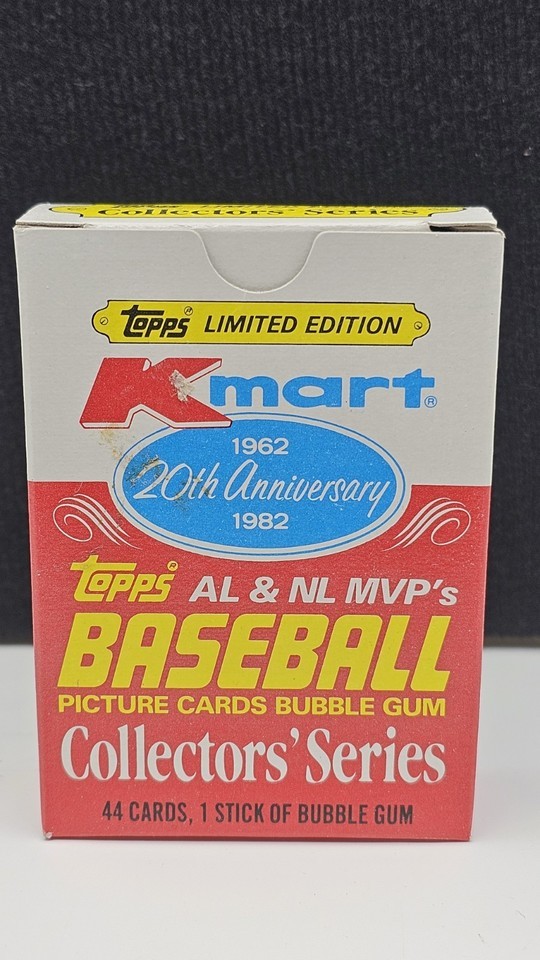 Collectors' Series
Topps® LIMITED EDITION
Kmart®
1962
20th Anniversary
1982
Topps® AL & NL MVP's
BASEBALL
PICTURE CARDS BUBBLE GUM
Collectors' Series
44 CARDS, 1 STICK OF BUBBLE GUM